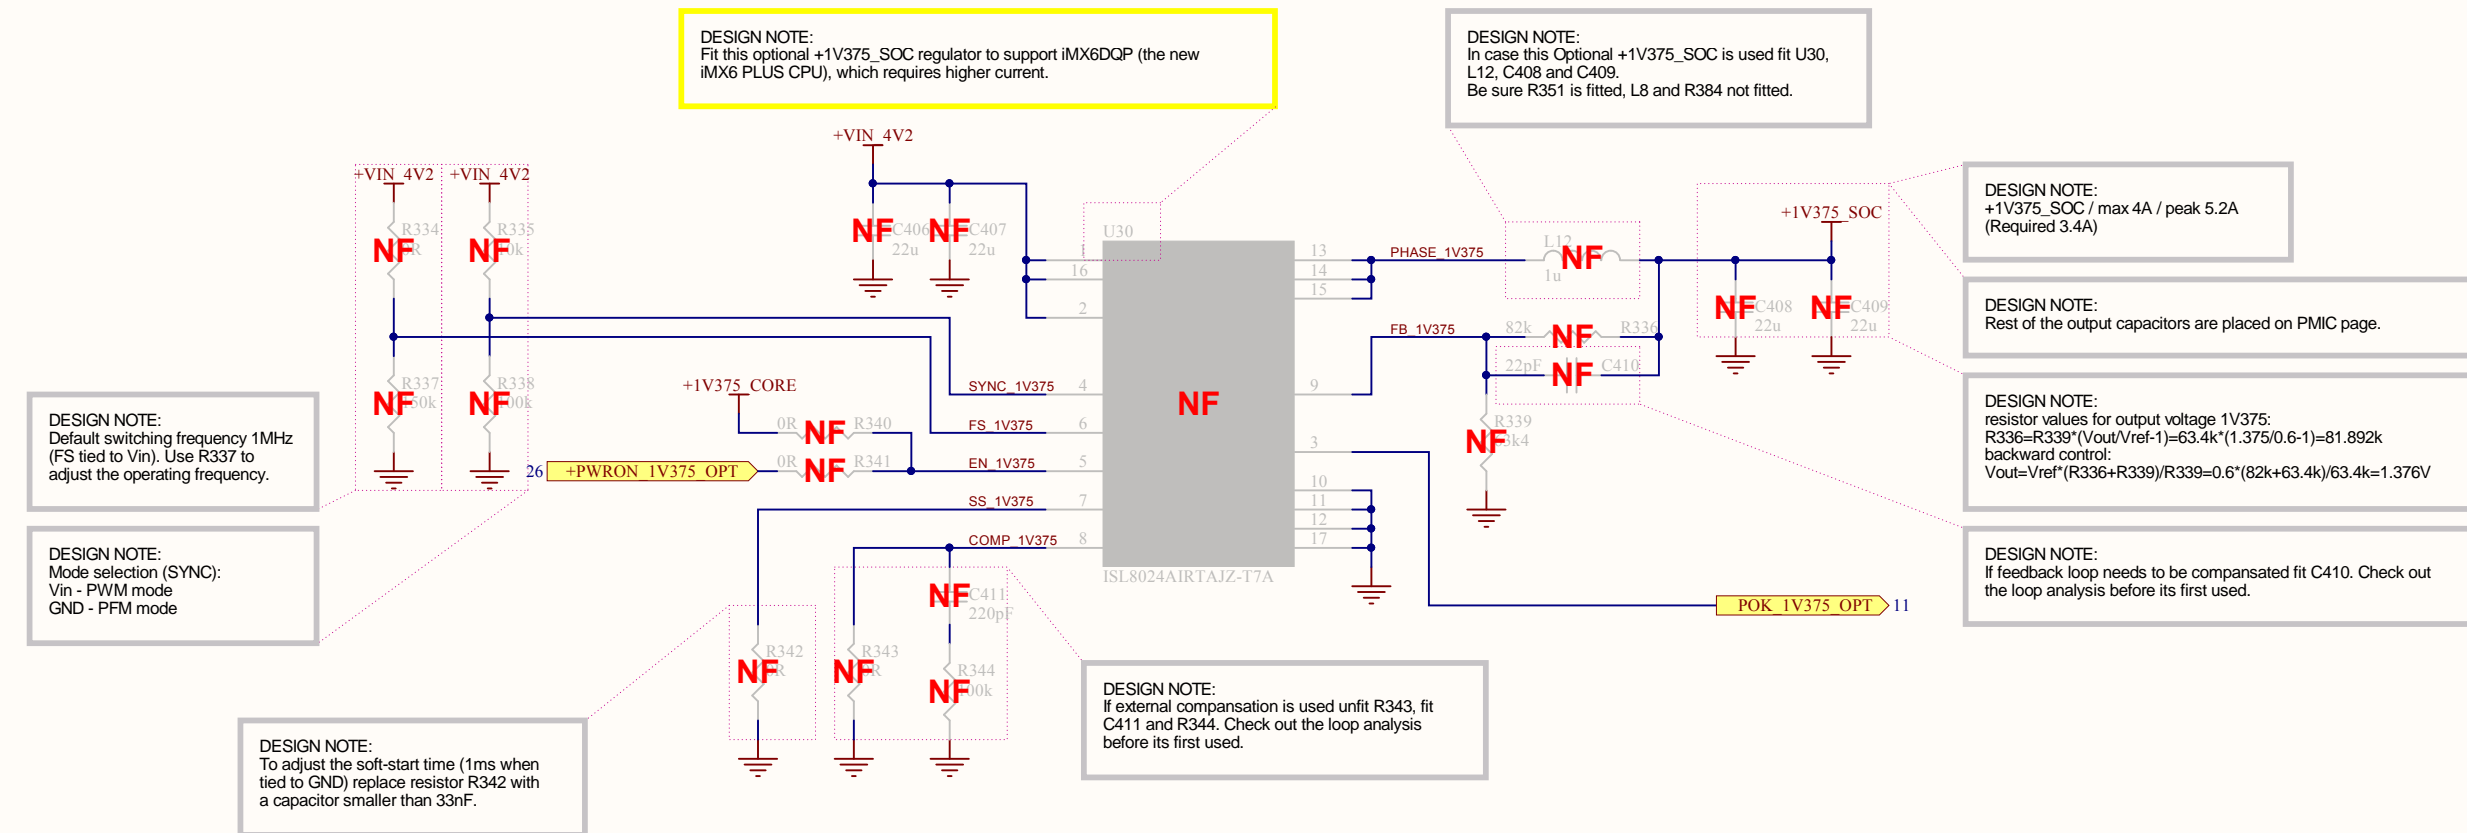 DESIGN NOTE:
Fit this optional +1V375_SOC regulator to support iMX6DQP (the new
iMX6 PLUS CPU), which requires higher current.
DESIGN NOTE:
In case this Optional +1V375_SOC is used fit U30,
L12, C408 and C409.
Be sure R351 is fitted, L8 and R384 not fitted.
+VIN_4V2
+VIN_4V2
+VIN_4V2
R334
NF
R335
NF
NF
C406
22u
NF
C407
22u
U30
1
16
2
13
14
15
PHASE_1V375
L12
NF
1u
+1V375_SOC
NF
C408
22u
NF
C409
22u
DESIGN NOTE:
+1V375_SOC / max 4A / peak 5.2A
(Required 3.4A)
DESIGN NOTE:
Rest of the output capacitors are placed on PMIC page.
FB_1V375
9
82k
NF
R336
22pF
NF
C410
R339
NF
DESIGN NOTE:
resistor values for output voltage 1V375:
R336=R339*(Vout/Vref-1)=63.4k*(1.375/0.6-1)=81.892k
backward control:
Vout=Vref*(R336+R339)/R339=0.6*(82k+63.4k)/63.4k=1.376V
R337
NF
R338
NF
DESIGN NOTE:
Default switching frequency 1MHz
(FS tied to Vin). Use R337 to
adjust the operating frequency.
+1V375_CORE
0R
NF
R340
26
+PWRON_1V375_OPT
0R
NF
R341
SYNC_1V375
4
FS_1V375
6
EN_1V375
5
SS_1V375
7
COMP_1V375
8
NF
3
10
11
12
17
ISL8024AIRTAJZ-T7A
DESIGN NOTE:
Mode selection (SYNC):
Vin - PWM mode
GND - PFM mode
DESIGN NOTE:
If feedback loop needs to be compansated fit C410. Check out
the loop analysis before its first used.
POK_1V375_OPT
11
NF
C411
220pF
R342
NF
R343
NF
R344
NF
DESIGN NOTE:
If external compansation is used unfit R343, fit
C411 and R344. Check out the loop analysis
before its first used.
DESIGN NOTE:
To adjust the soft-start time (1ms when
tied to GND) replace resistor R342 with
a capacitor smaller than 33nF.